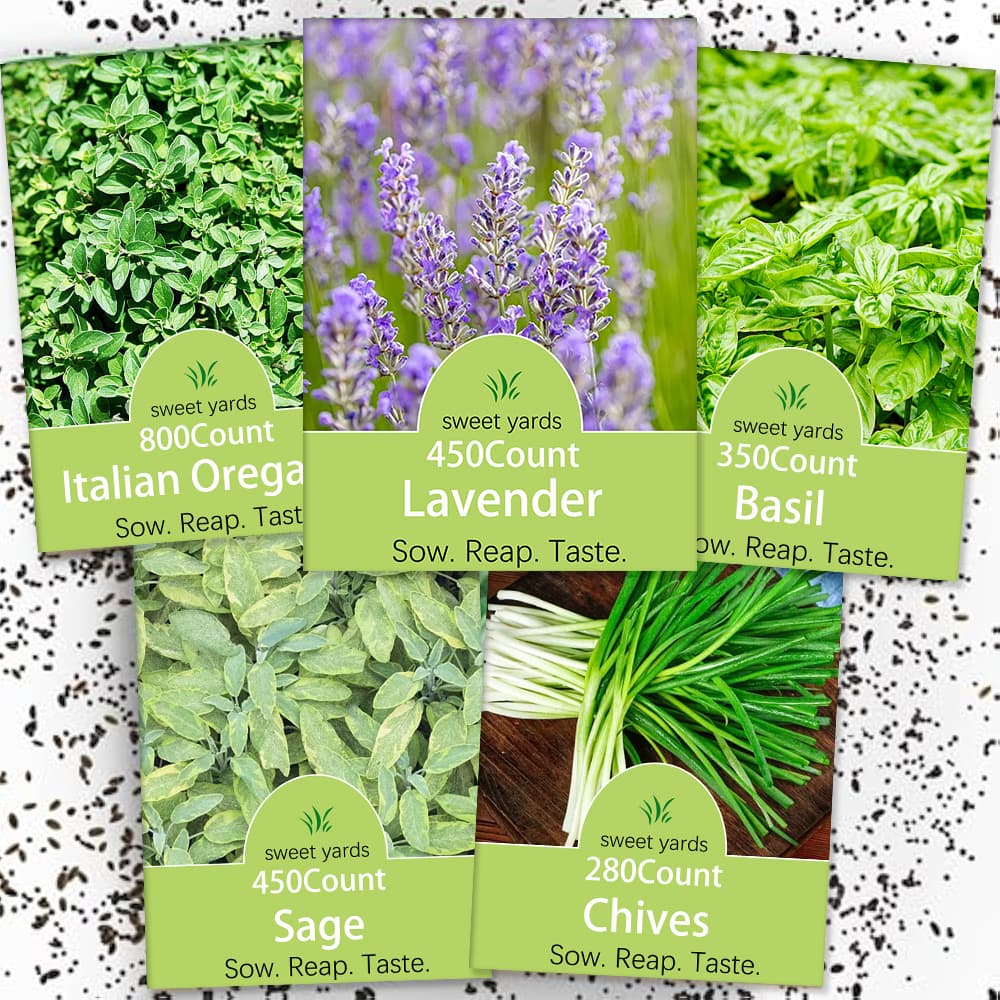 sweet yards
800Count
Italian Orega
Sow. Reap. Tast
sweet yards
450Count
Lavender
Sow. Reap. Taste.
sweet yards
350Count
Basil
ow. Reap. Taste.
sweet yards
450Count
Sage
Sow. Reap. Taste.
sweet yards
280Count
Chives
Sow. Reap. Taste.